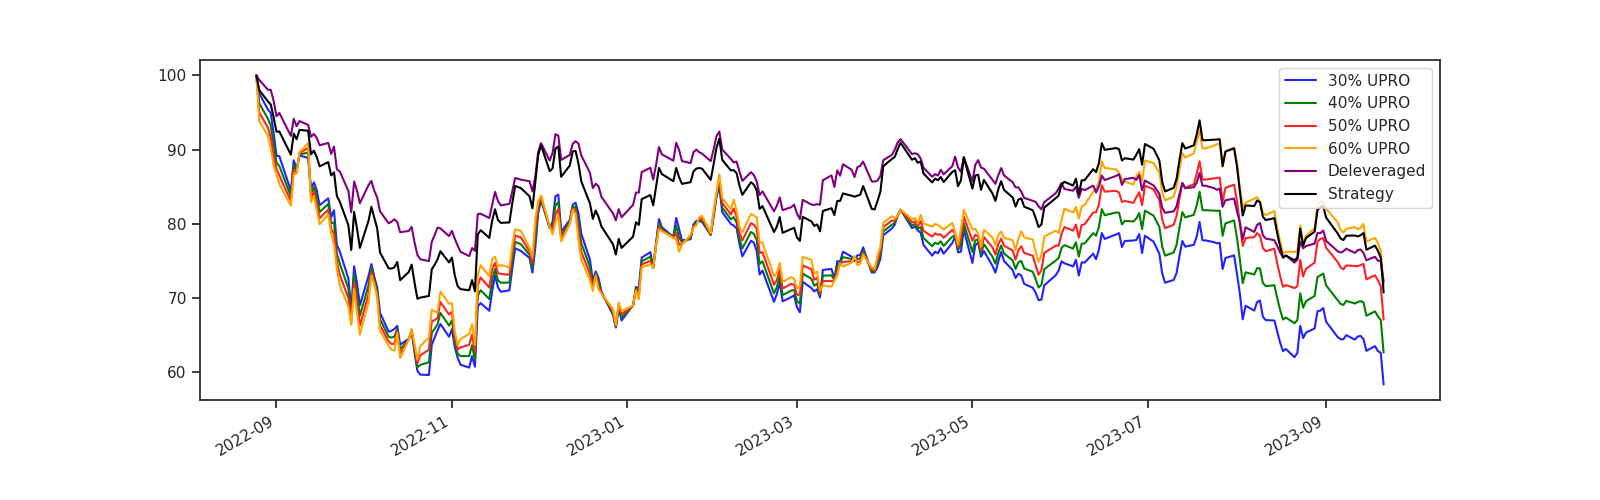 100
90
80
70
60
30% UPRO
40% UPRO
50% UPRO
60% UPRO
Deleveraged
Strategy
2022-09
2022-11
2023-01
2023-03
2023-05
2023-07
2023-09